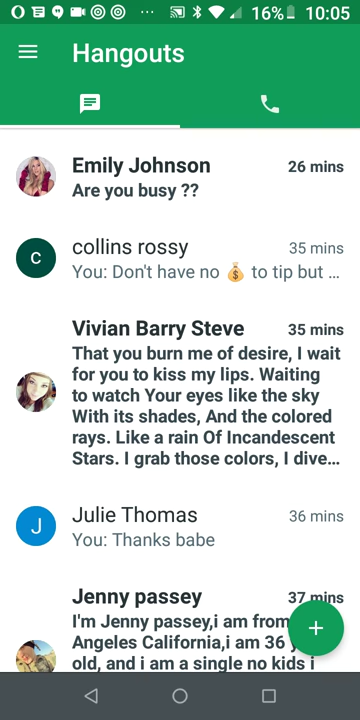 16% 10:05
Hangouts
Emily Johnson 26 mins
Are you busy ??
C collins rossy 35 mins
You: Don't have no 💰 to tip but ...
Vivian Barry Steve 35 mins
That you burn me of desire, I wait
for you to kiss my lips. Waiting
to watch Your eyes like the sky
With its shades, And the colored
rays. Like a rain Of Incandescent
Stars. I grab those colors, I dive...
J Julie Thomas 36 mins
You: Thanks babe
Jenny passey 37 mins
I'm Jenny passey,i am from
Angeles California,i am 36
old, and i am a single no kids i